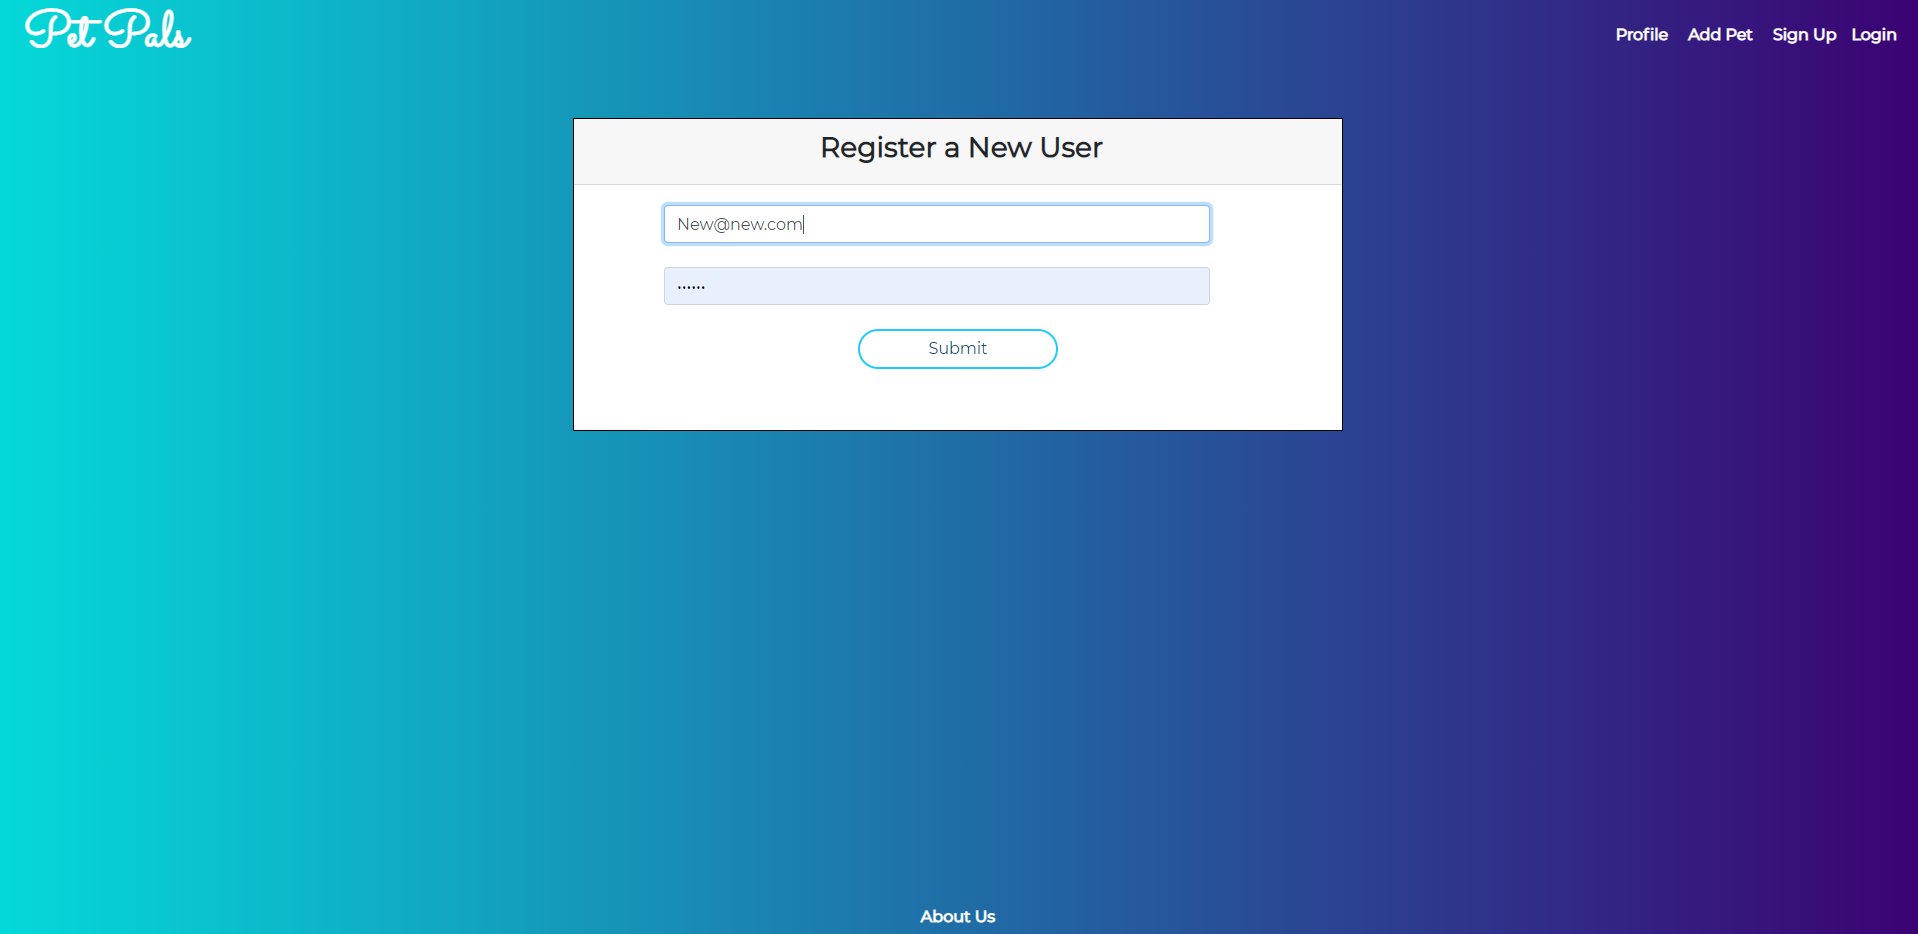 Pet Pals
Profile Add Pet Sign Up Login
Register a New User
New@new.com
••••••
Submit
About Us